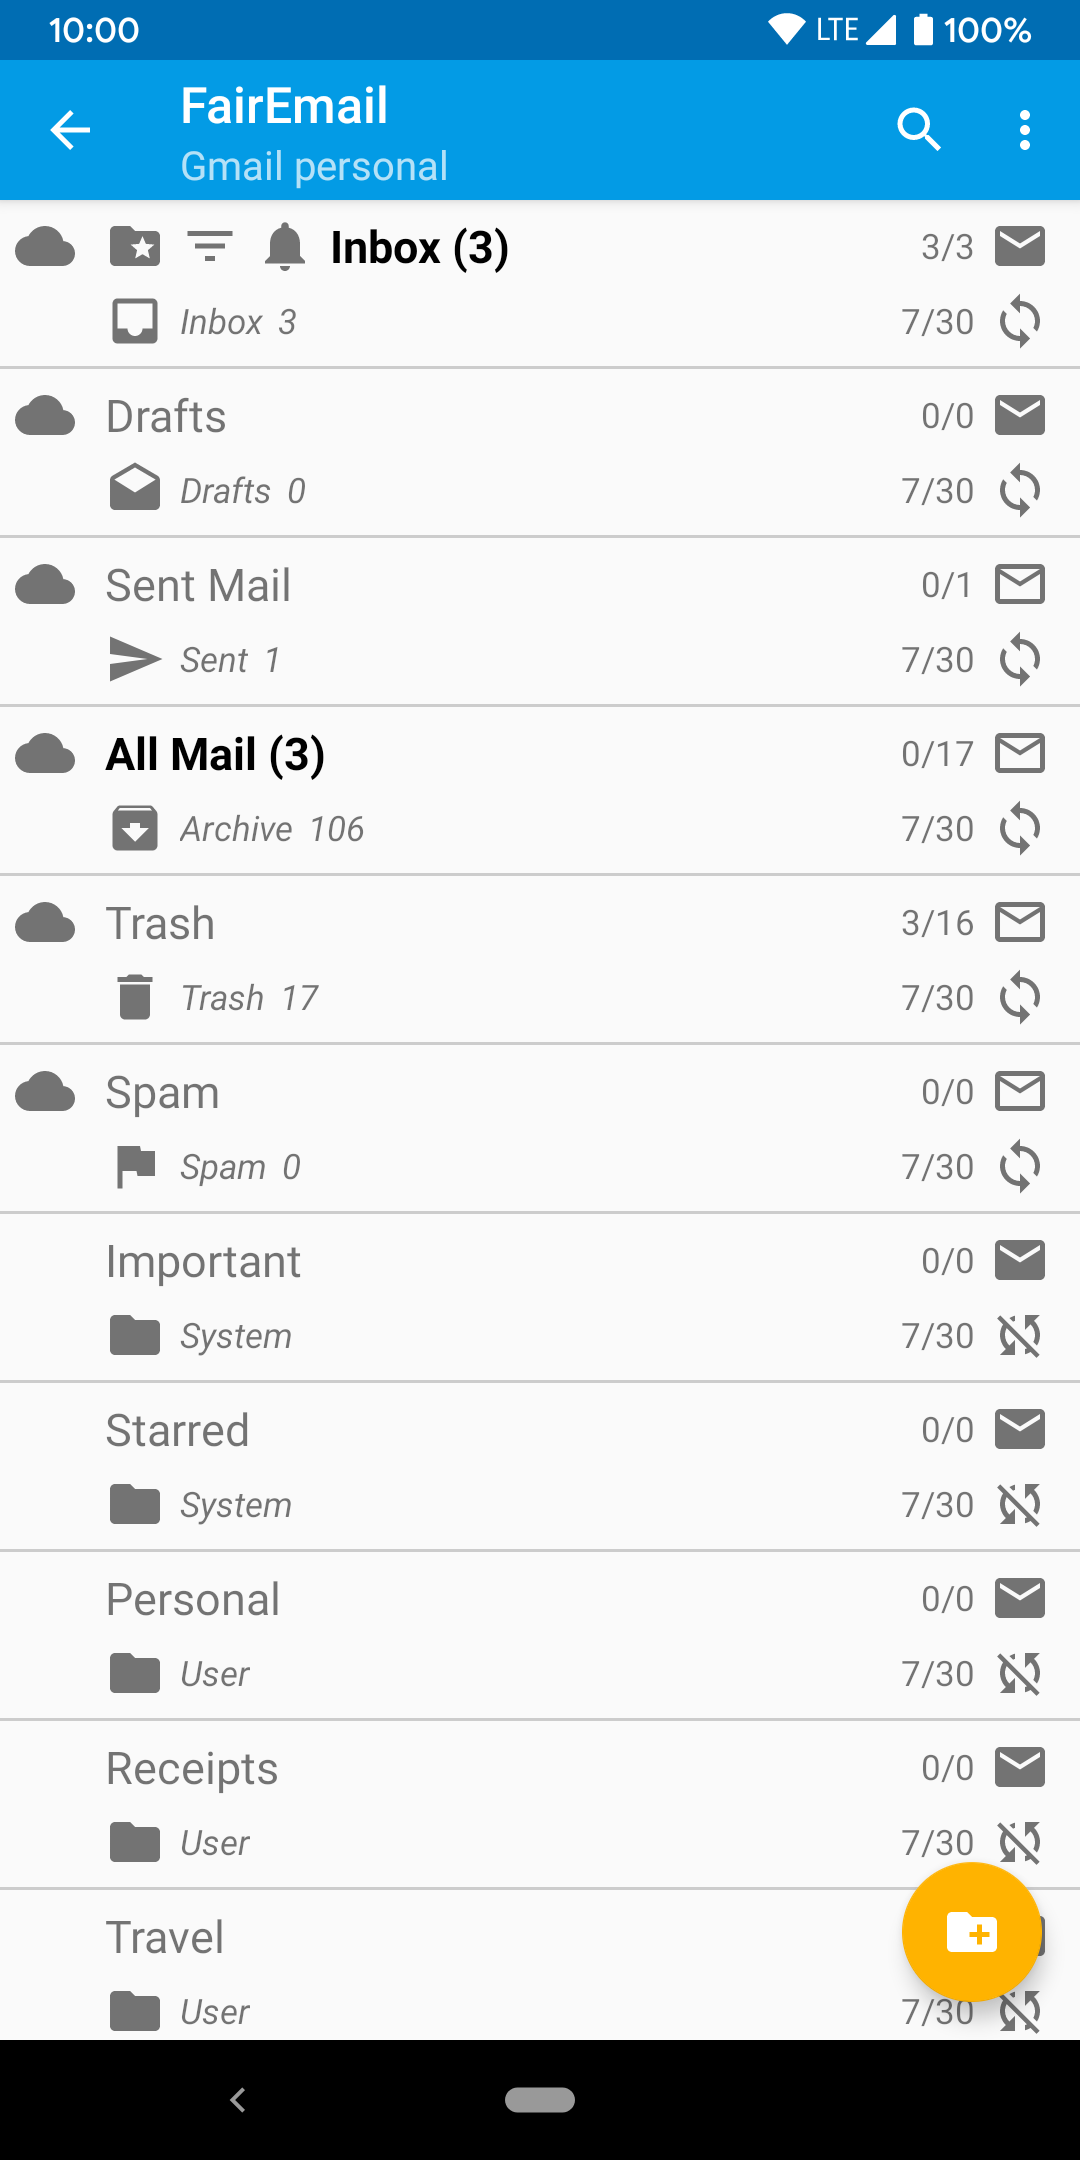 10:00 LTE 100%
FairEmail
Gmail personal
Inbox (3) 3/3
Inbox 3 7/30
Drafts 0/0
Drafts 0 7/30
Sent Mail 0/1
Sent 1 7/30
All Mail (3) 0/17
Archive 106 7/30
Trash 3/16
Trash 17 7/30
Spam 0/0
Spam 0 7/30
Important 0/0
System 7/30
Starred 0/0
System 7/30
Personal 0/0
User 7/30
Receipts 0/0
User 7/30
Travel
User 7/30